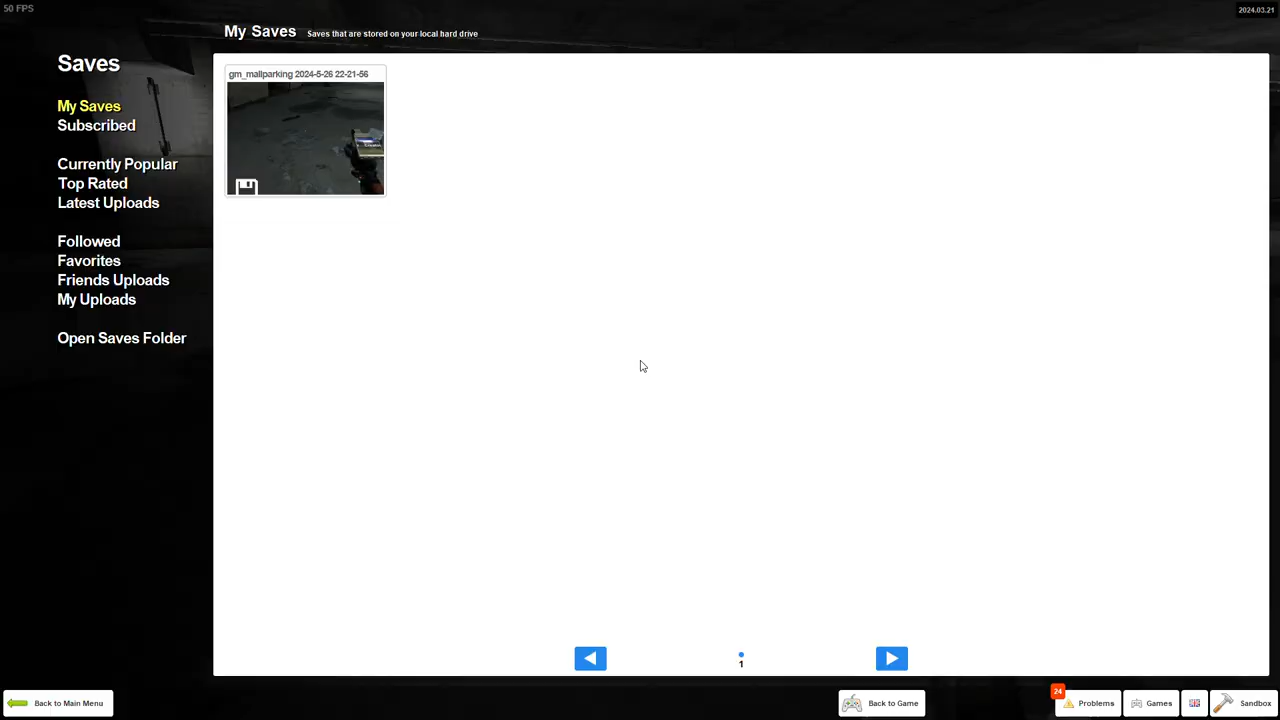 50 FPS
2024.03.21
My Saves
Saves that are stored on your local hard drive
Saves
My Saves
Subscribed
Currently Popular
Top Rated
Latest Uploads
Followed
Favorites
Friends Uploads
My Uploads
Open Saves Folder
gm_mallparking 2024-5-26 22-21-56
1
Back to Main Menu
Back to Game
24
Problems
Games
Sandbox